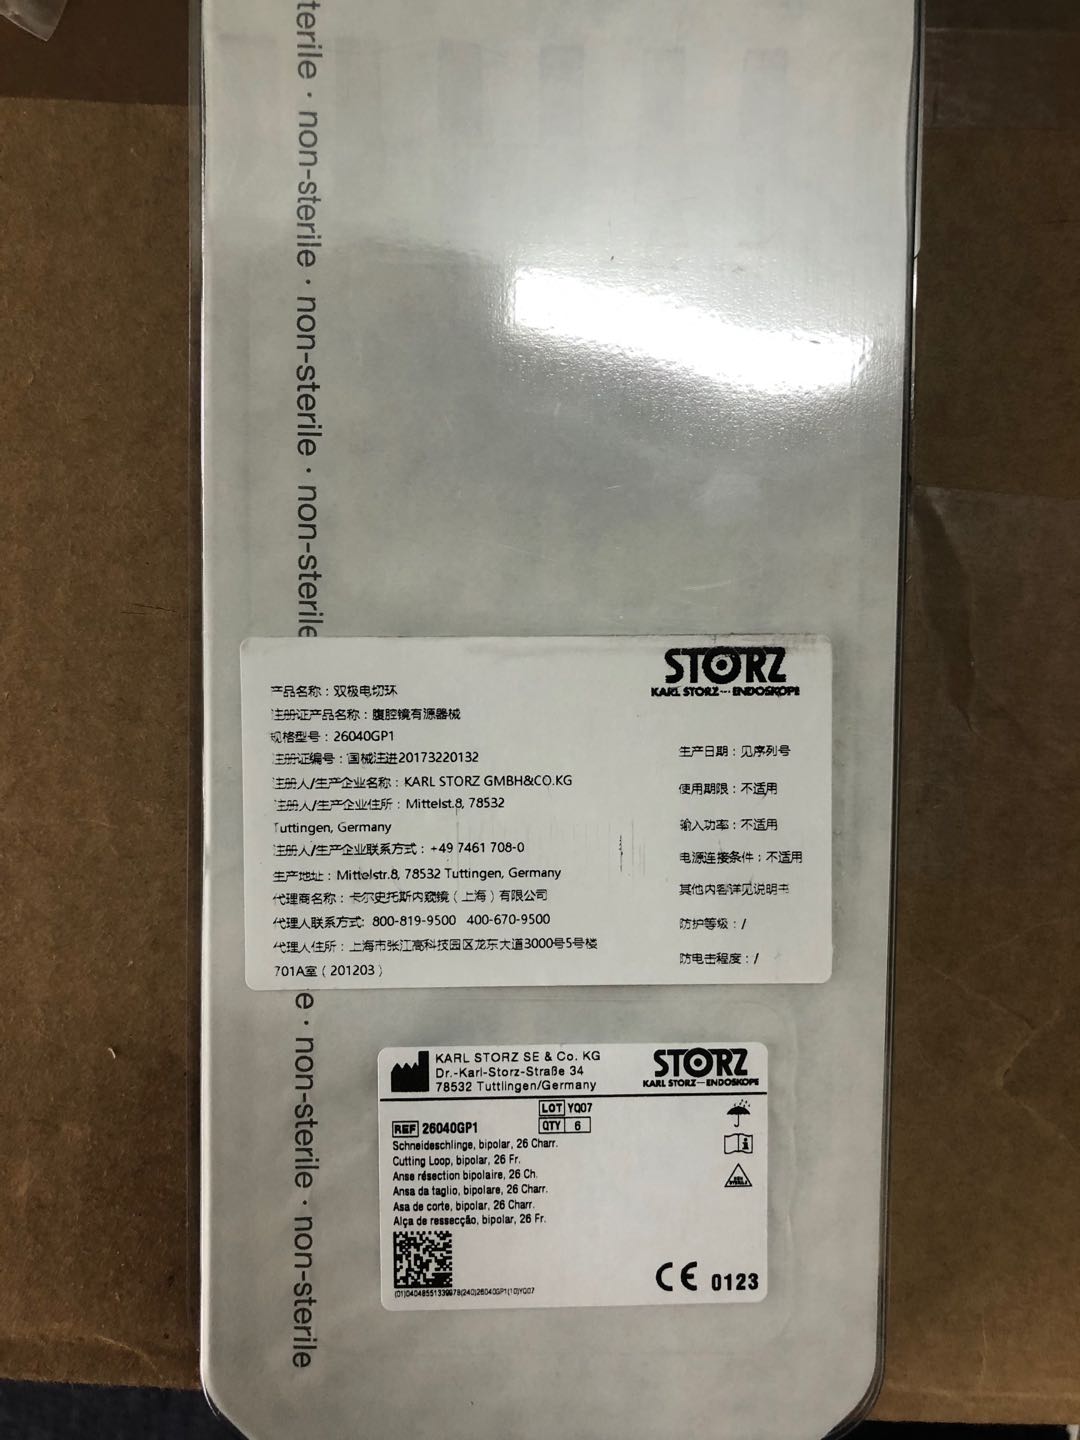 terile · non-sterile · non-sterile · non-sterile
STORZ
KARL STORZ — ENDOSKOPE
产品名称：双极电切环
注册证产品名称：腹腔镜有源器械
规格型号：26040GP1
注册证编号：国械注进20173220132
注册人/生产企业名称：KARL STORZ GMBH&CO.KG
注册人/生产企业住所：Mittelst.8, 78532
Tuttingen, Germany
注册人/生产企业联系方式：+49 7461 708-0
生产地址：Mittelstr.8, 78532 Tuttingen, Germany
代理商名称：卡尔史托斯内窥镜（上海）有限公司
代理人联系方式: 800-819-9500 400-670-9500
代理人住所：上海市张江高科技园区龙东大道3000号5号楼
701A室（201203）
生产日期：见序列号
使用期限：不适用
输入功率：不适用
电源连接条件；不适用
其他内容详见说明书
防护等级：/
防电击程度：/
e · non-sterile · non-sterile
KARL STORZ SE & Co. KG
Dr.-Karl-Storz-Straße 34
78532 Tuttlingen/Germany
STORZ
KARL STORZ — ENDOSKOPE
LOT YQ07
QTY 6
REF 26040GP1
Schneideschlinge, bipolar, 26 Charr.
Cutting Loop, bipolar, 26 Fr.
Anse résection bipolaire, 26 Ch.
Ansa da taglio, bipolare, 26 Charr.
Asa de corte, bipolar, 26 Charr.
Alça de ressecção, bipolar, 26 Fr.
NON STERILE
(01)04048551339978(240)26040GP1(10)YQ07
CE 0123